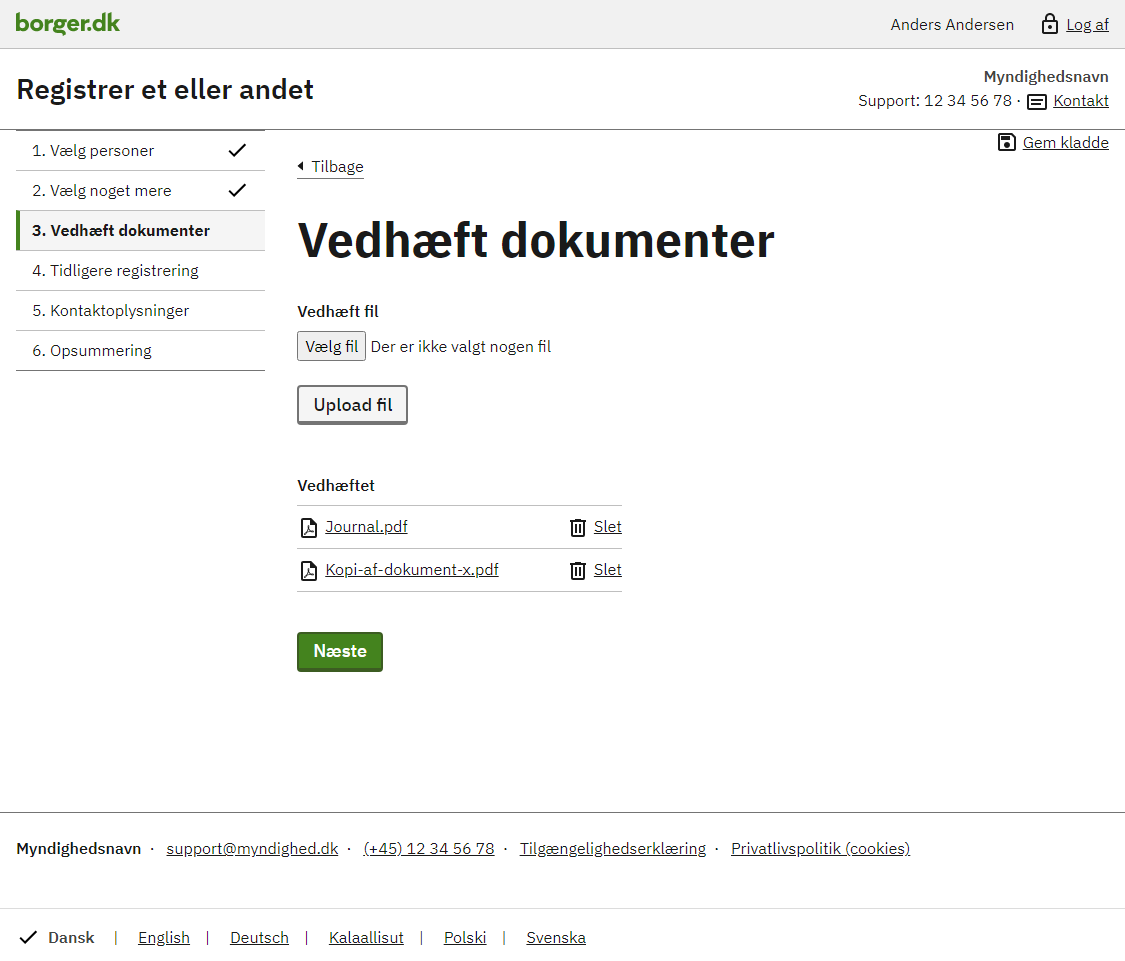 borger.dk
Anders Andersen
Log af
Registrer et eller andet
Myndighedsnavn
Support: 12 34 56 78 · Kontakt
Gem kladde
1. Vælg personer
2. Vælg noget mere
3. Vedhæft dokumenter
4. Tidligere registrering
5. Kontaktoplysninger
6. Opsummering
Tilbage
Vedhæft dokumenter
Vedhæft fil
Vælg fil Der er ikke valgt nogen fil
Upload fil
Vedhæftet
Journal.pdf Slet
Kopi-af-dokument-x.pdf Slet
Næste
Myndighedsnavn · support@myndighed.dk · (+45) 12 34 56 78 · Tilgængelighedserklæring · Privatlivspolitik (cookies)
Dansk | English | Deutsch | Kalaallisut | Polski | Svenska